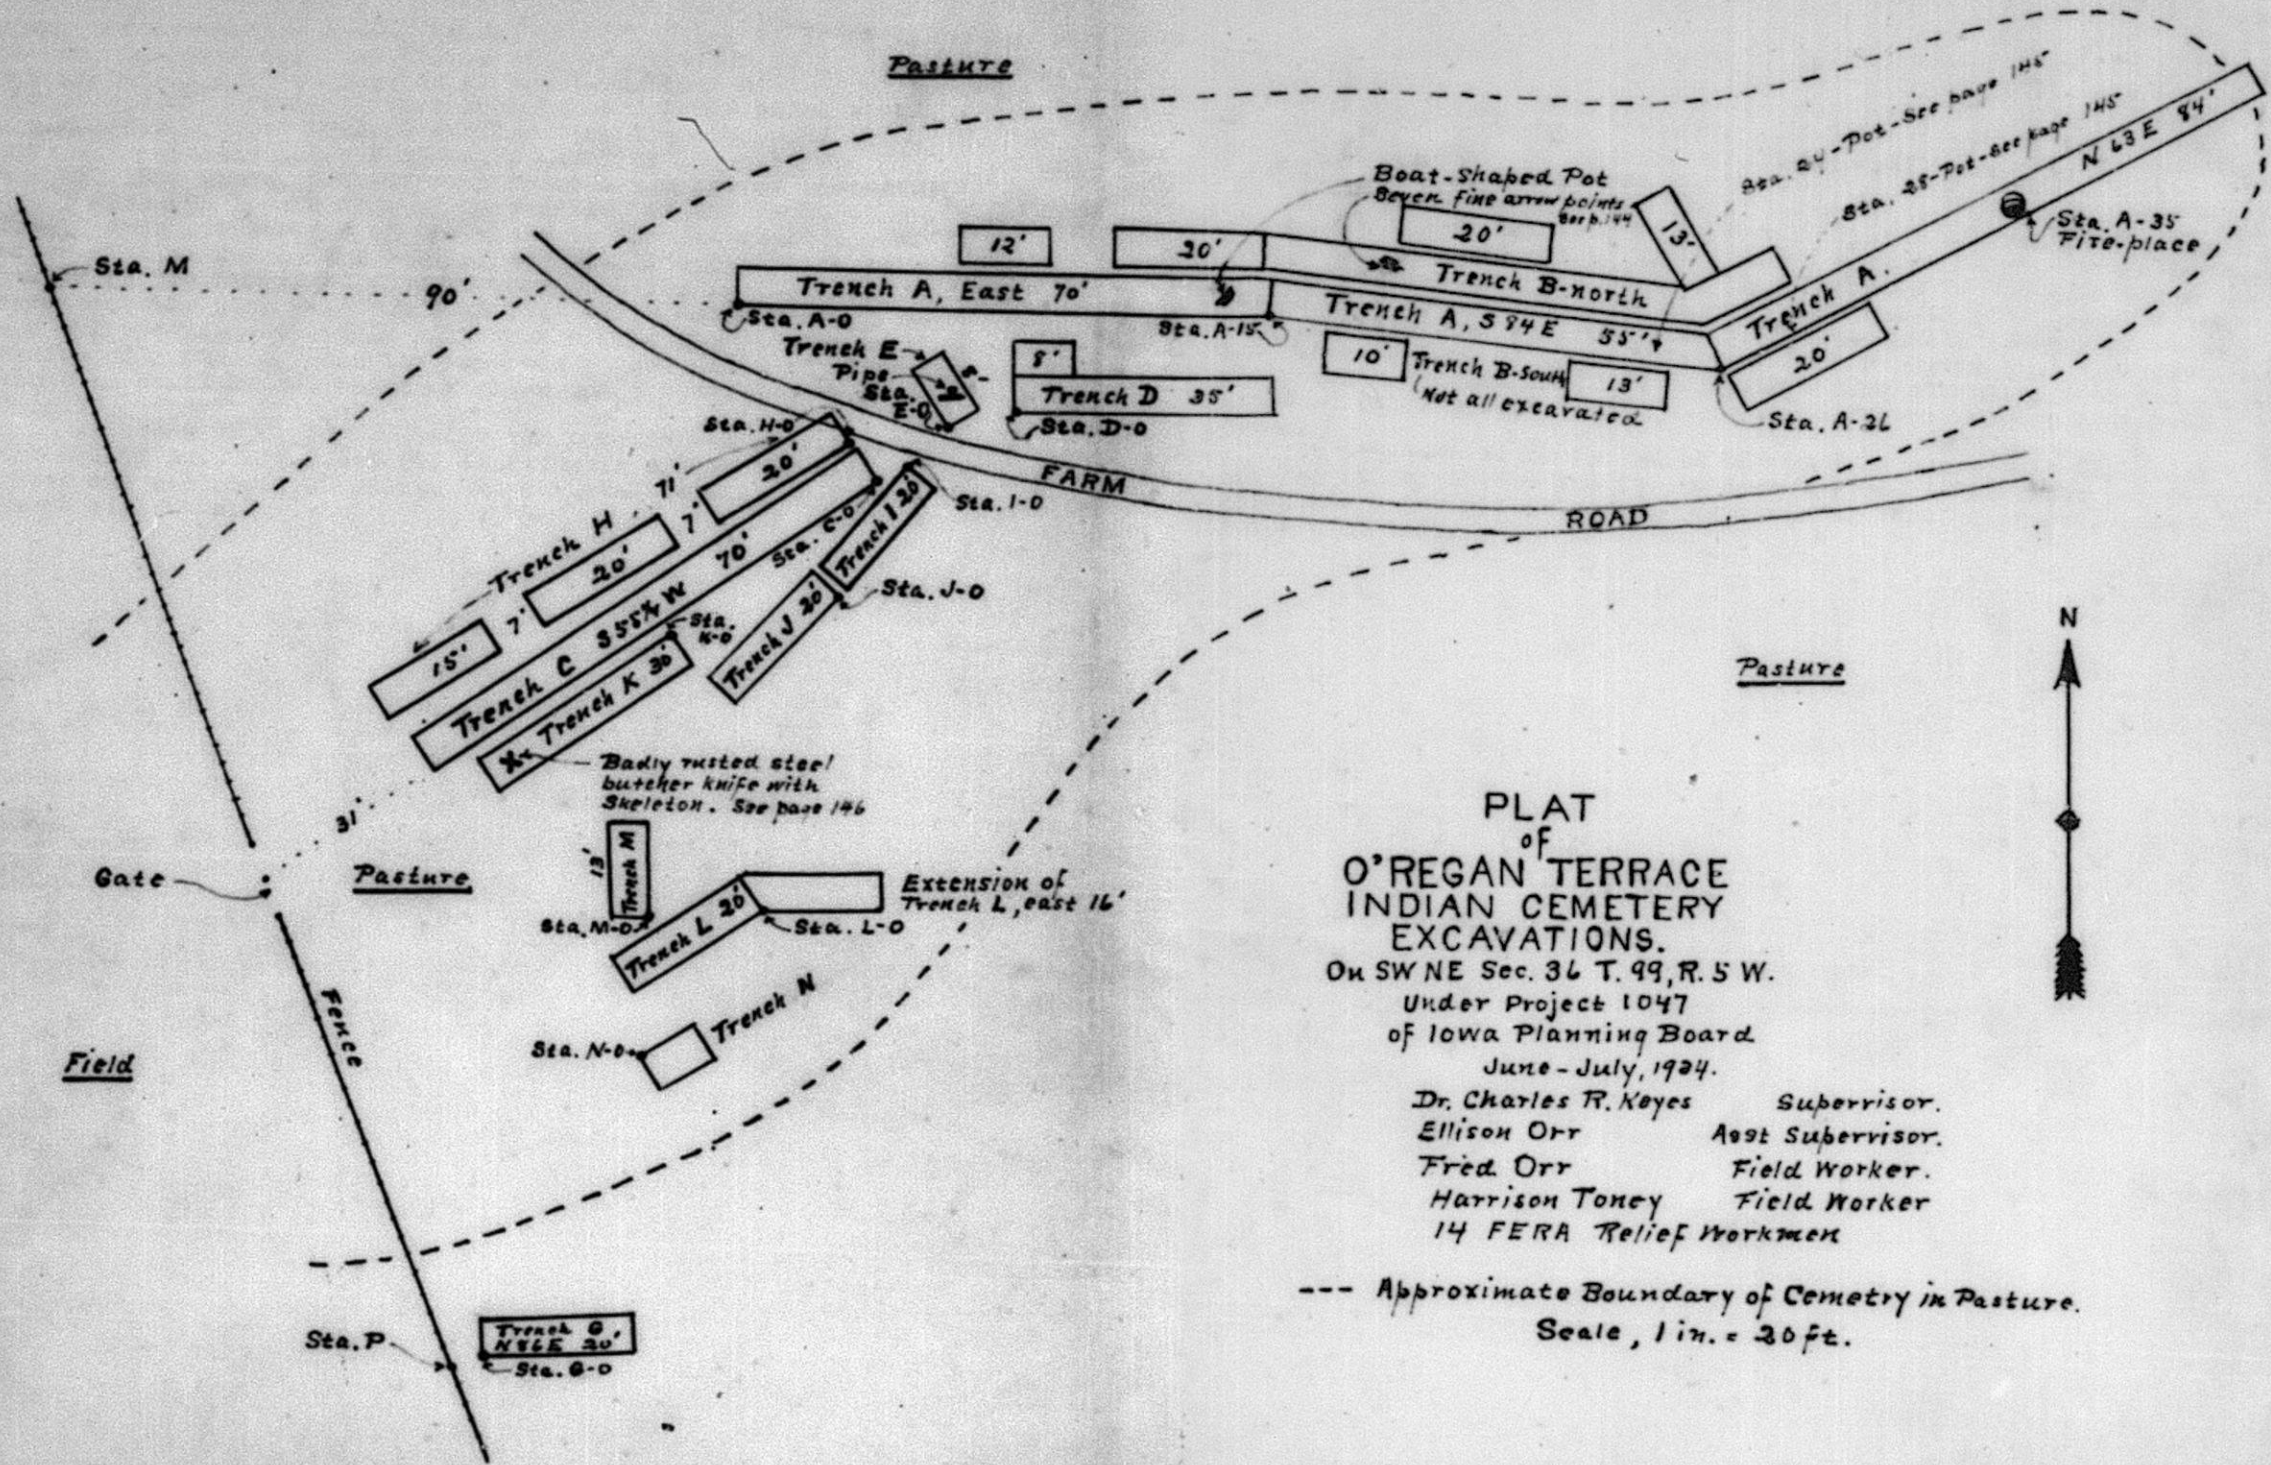 Pasture
Sta. 24-Pot-See page 145
Sta. 28-Pot-See page 145
N 63 E 84'
Boat-Shaped Pot
Seven fine arrow points
See p. 144
Sta. M
90'
12'
20'
20'
13'
Sta. A-35
Fire-place
Trench A, East 70'
Trench B-north
Trench A.
Sta. A-0
Sta. A-15
Trench A, S 84 E 55'
Trench E
8'
Pipe
Sta.
E-0
8'
Trench D 35'
Sta. D-0
10'
Trench B-South
Not all excavated
13'
20'
Sta. A-26
Sta. H-0
20'
71'
7'
Trench H
20'
7'
15'
FARM
ROAD
Sta. C-0
Trench I 20'
Sta. I-0
Trench C S 55¾ W 70'
Sta.
K-0
Trench J 20'
Sta. J-0
X Trench K 30'
Badly rusted steel
butcher knife with
Skeleton. See page 146
31'
Gate
Pasture
13'
Trench M
Sta. M-0
Trench L 20'
Sta. L-0
Extension of
Trench L, east 16'
Sta. N-0
Trench N
Fence
Field
Sta. P
Trench G
N 86 E 20'
Sta. G-0
Pasture
N
PLAT
of
O'REGAN TERRACE
INDIAN CEMETERY
EXCAVATIONS.
On SW NE Sec. 36 T. 99, R. 5 W.
Under Project 1047
of Iowa Planning Board
June-July, 1934.
Dr. Charles R. Keyes Supervisor.
Ellison Orr Asst Supervisor.
Fred Orr Field Worker.
Harrison Toney Field Worker
14 FERA Relief Workmen
--- Approximate Boundary of Cemetry in Pasture.
Scale, 1 in. = 20 ft.